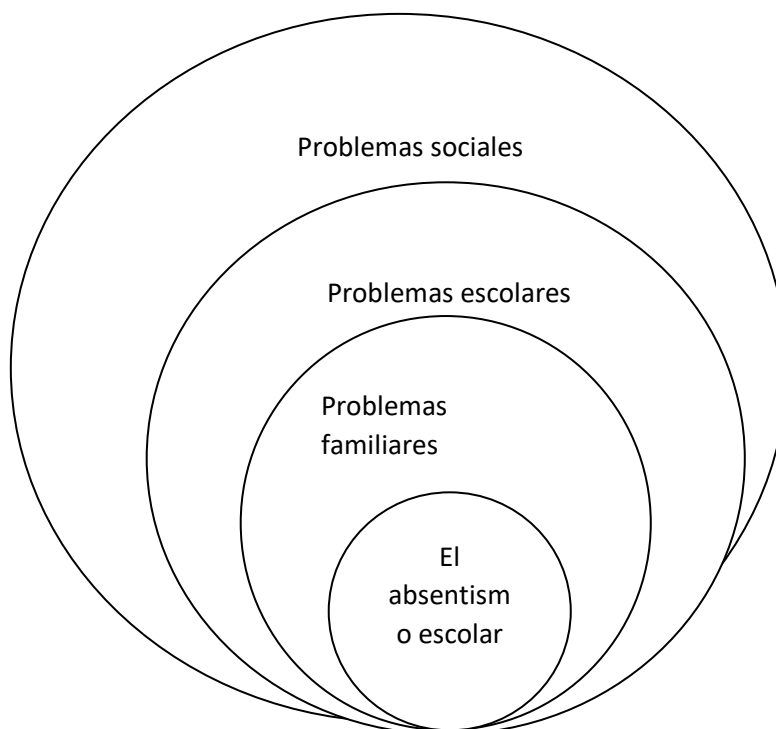 Problemas sociales
Problemas escolares
Problemas
familiares
El
absentism
o escolar